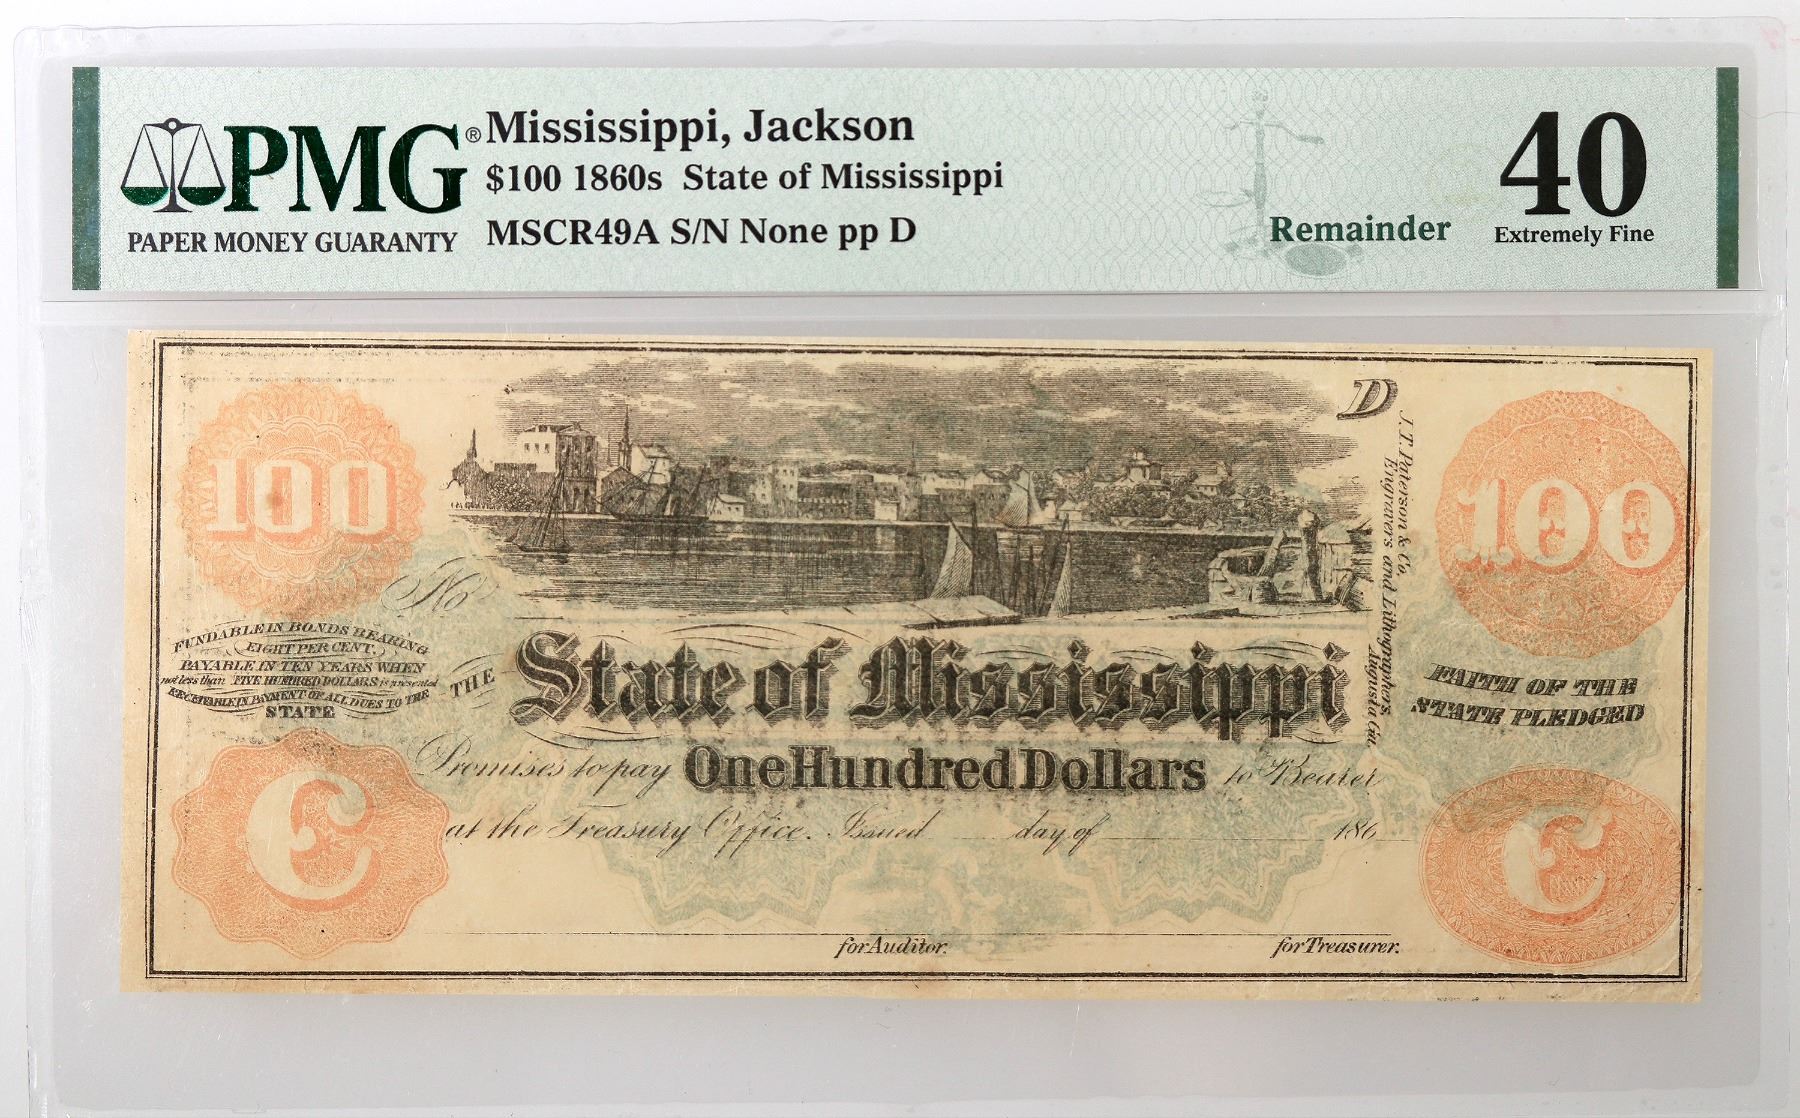 PMG®
PAPER MONEY GUARANTY
Mississippi, Jackson
$100 1860s State of Mississippi
MSCR49A S/N None pp D
Remainder
40
Extremely Fine
100
D
100
J.T. Paterson & Co.
Engravers and Lithographers
Augusta Ga.
No
FUNDABLE IN BONDS BEARING
EIGHT PER CENT.
PAYABLE IN TEN YEARS WHEN
not less than FIVE HUNDRED DOLLARS is presented
RECEIVABLE IN PAYMENT OF ALL DUES TO THE
STATE
THE State of Mississippi
FAITH OF THE
STATE PLEDGED
Promises to pay One Hundred Dollars to Bearer
at the Treasury Office. Issued day of 186
C
C
for Auditor.
for Treasurer.